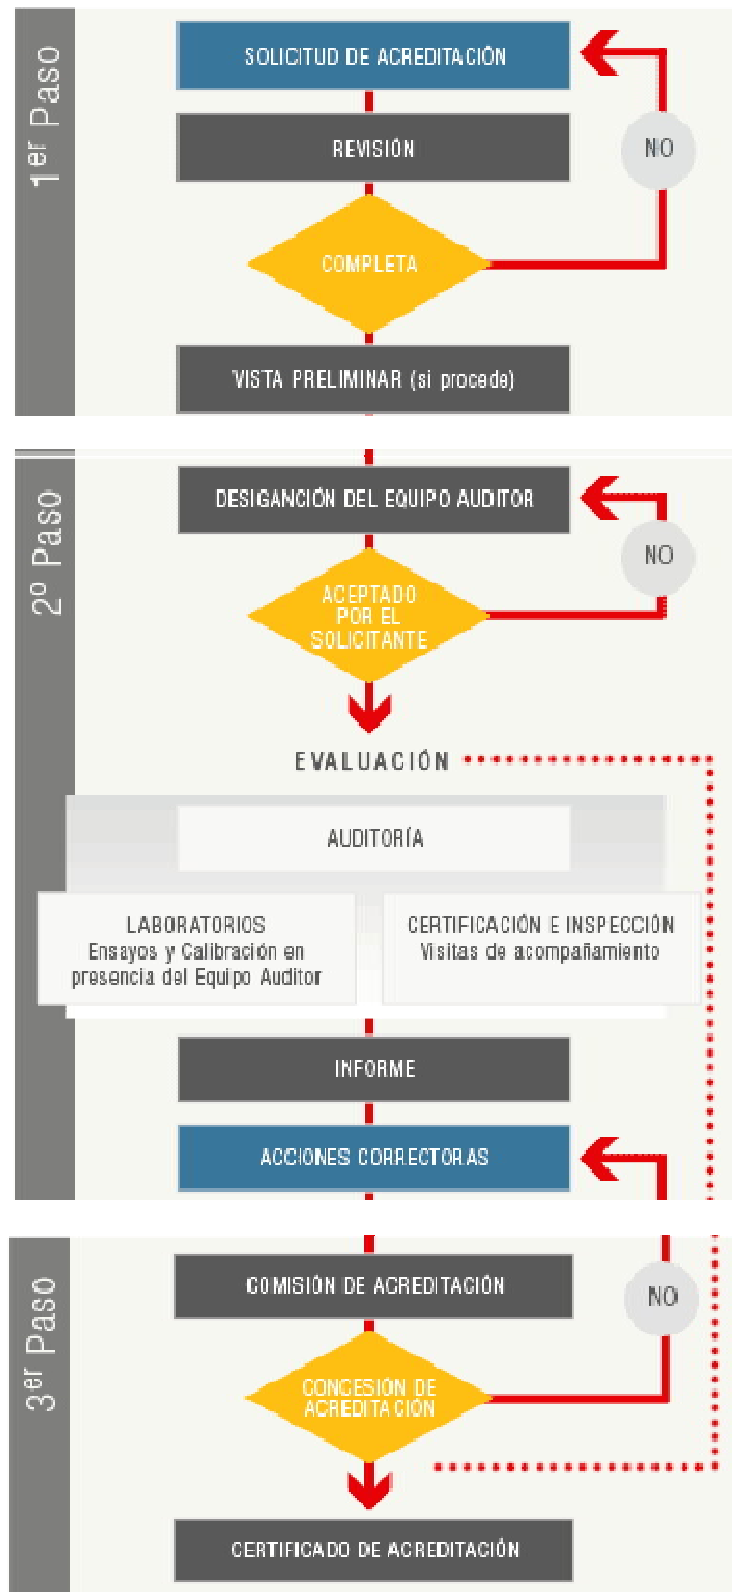 1er Paso
SOLICITUD DE ACREDITACIÓN
REVISIÓN
NO
COMPLETA
VISTA PRELIMINAR (si procede)
2º Paso
DESIGANCIÓN DEL EQUIPO AUDITOR
NO
ACEPTADO
POR EL
SOLICITANTE
EVALUACIÓN
AUDITORÍA
LABORATORIOS
Ensayos y Calibración en
presencia del Equipo Auditor
CERTIFICACIÓN E INSPECCIÓN
Visitas de acompañamiento
INFORME
ACCIONES CORRECTORAS
3er Paso
COMISIÓN DE ACREDITACIÓN
NO
CONCESIÓN DE
ACREDITACIÓN
CERTIFICADO DE ACREDITACIÓN